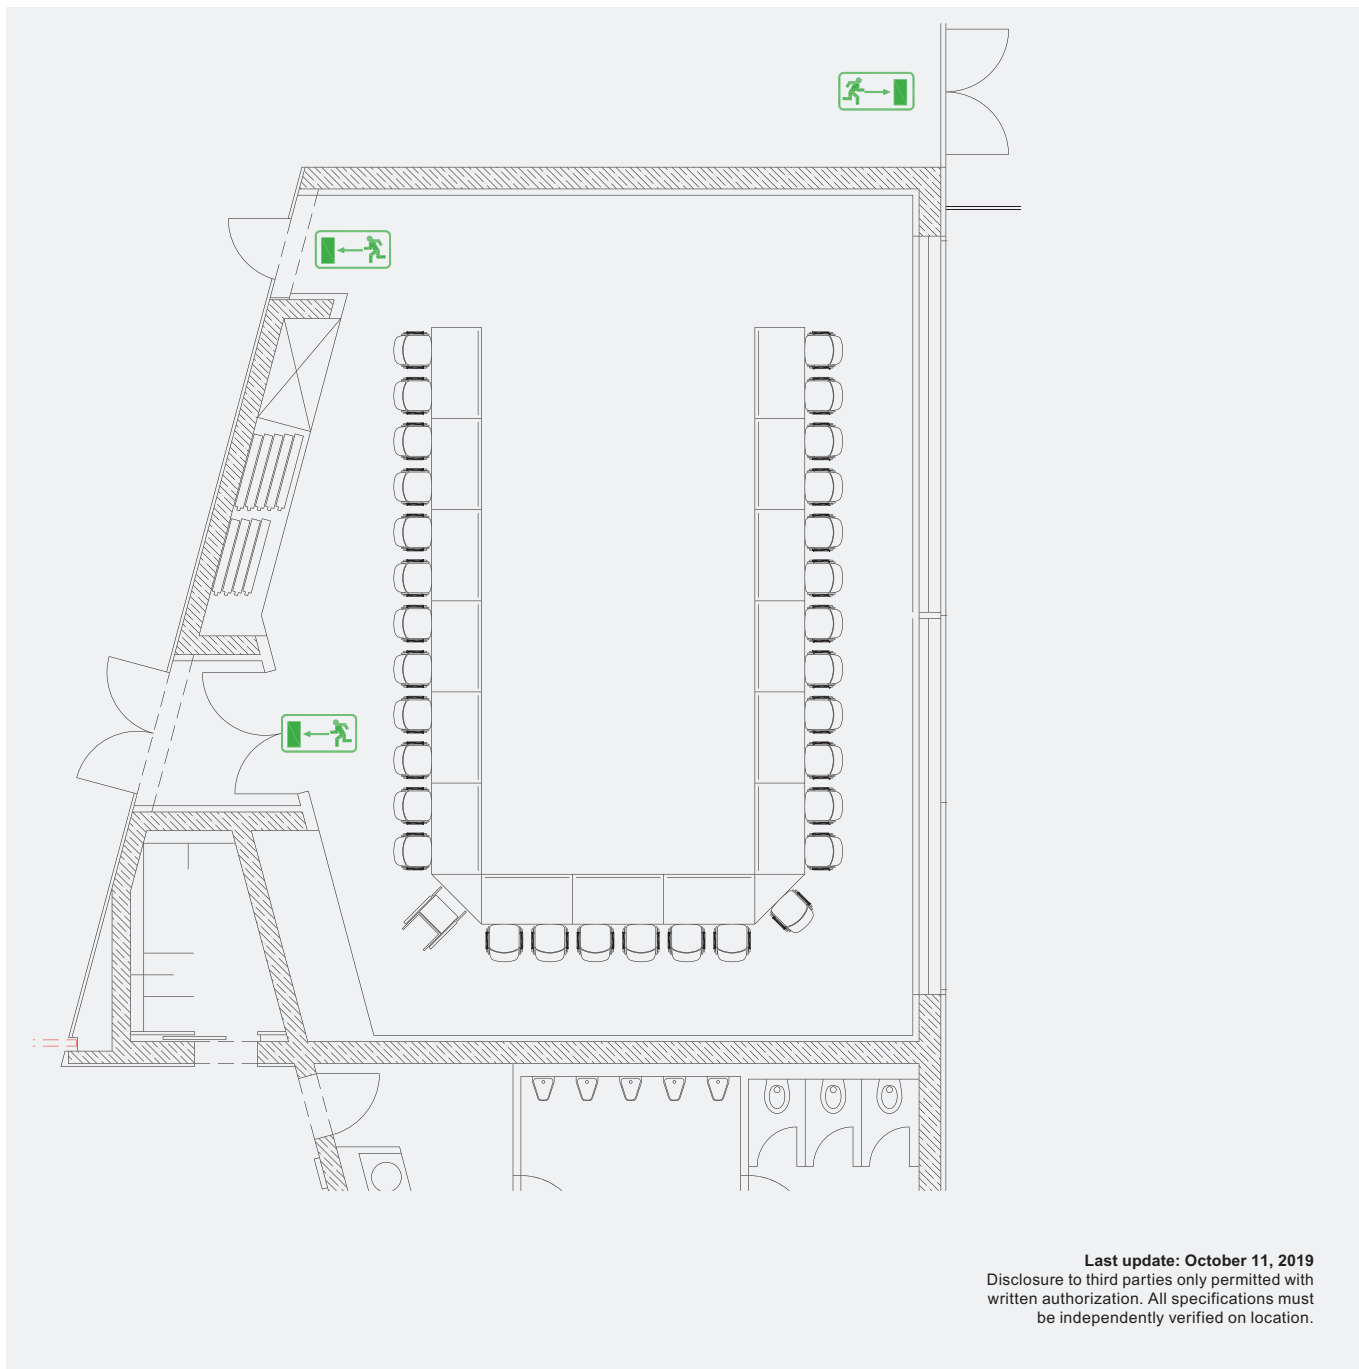 Last update: October 11, 2019
Disclosure to third parties only permitted with
written authorization. All specifications must
be independently verified on location.